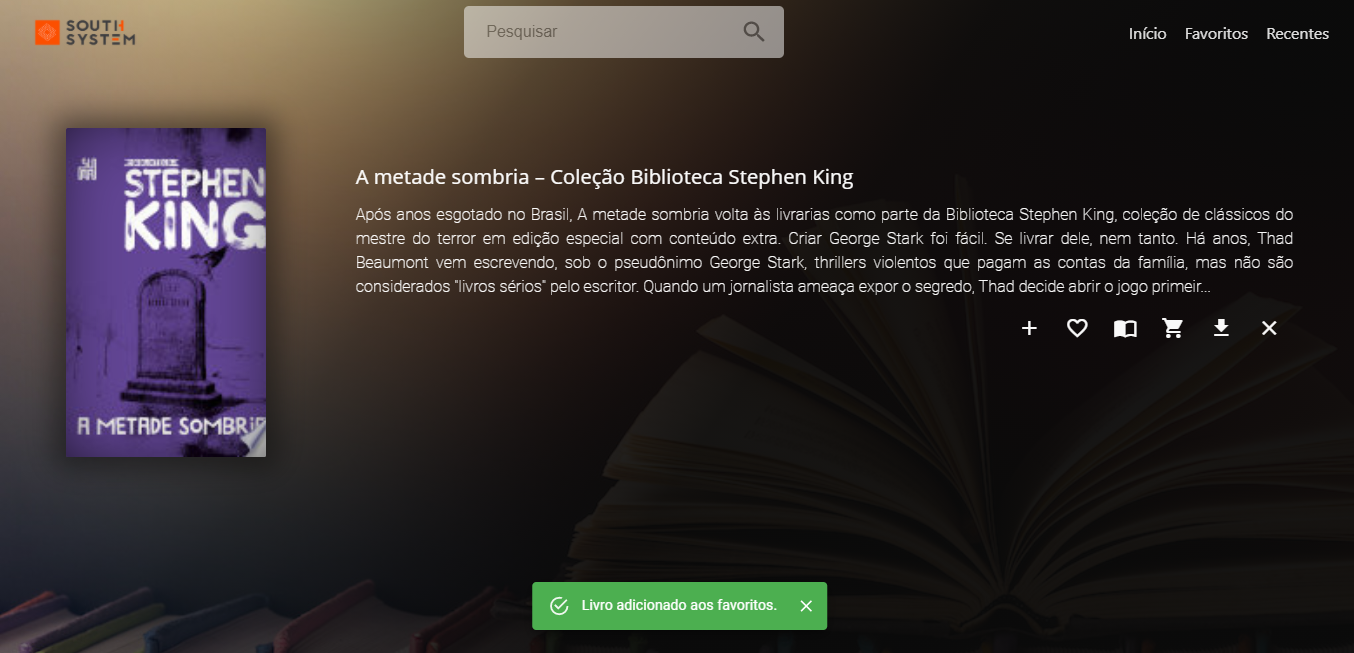 SOUTH
SYSTEM
Pesquisar
Início
Favoritos
Recentes
STEPHEN
KING
A METADE SOMBRIA
A metade sombria – Coleção Biblioteca Stephen King
Após anos esgotado no Brasil, A metade sombria volta às livrarias como parte da Biblioteca Stephen King, coleção de clássicos do
mestre do terror em edição especial com conteúdo extra. Criar George Stark foi fácil. Se livrar dele, nem tanto. Há anos, Thad
Beaumont vem escrevendo, sob o pseudônimo George Stark, thrillers violentos que pagam as contas da família, mas não são
considerados "livros sérios" pelo escritor. Quando um jornalista ameaça expor o segredo, Thad decide abrir o jogo primeir...
Livro adicionado aos favoritos.